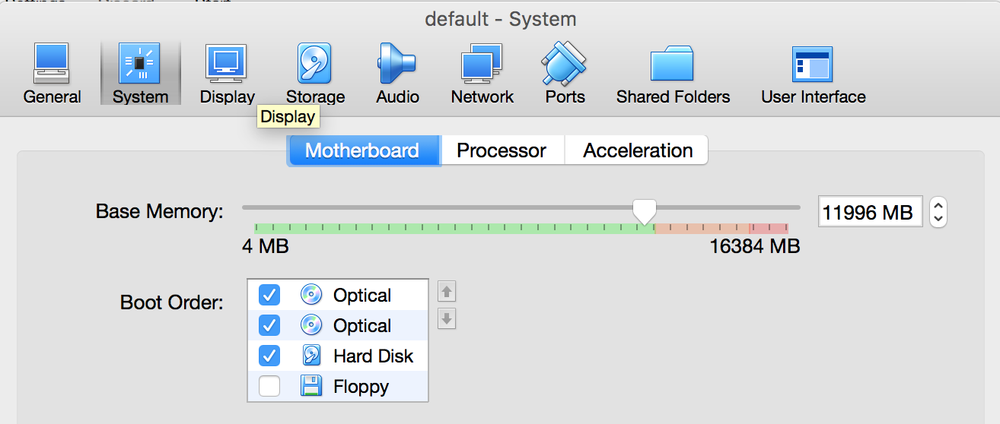 default - System
General
System
Display
Storage
Audio
Network
Ports
Shared Folders
User Interface
Display
Motherboard
Processor
Acceleration
Base Memory:
11996 MB
4 MB
16384 MB
Boot Order:
Optical
Optical
Hard Disk
Floppy